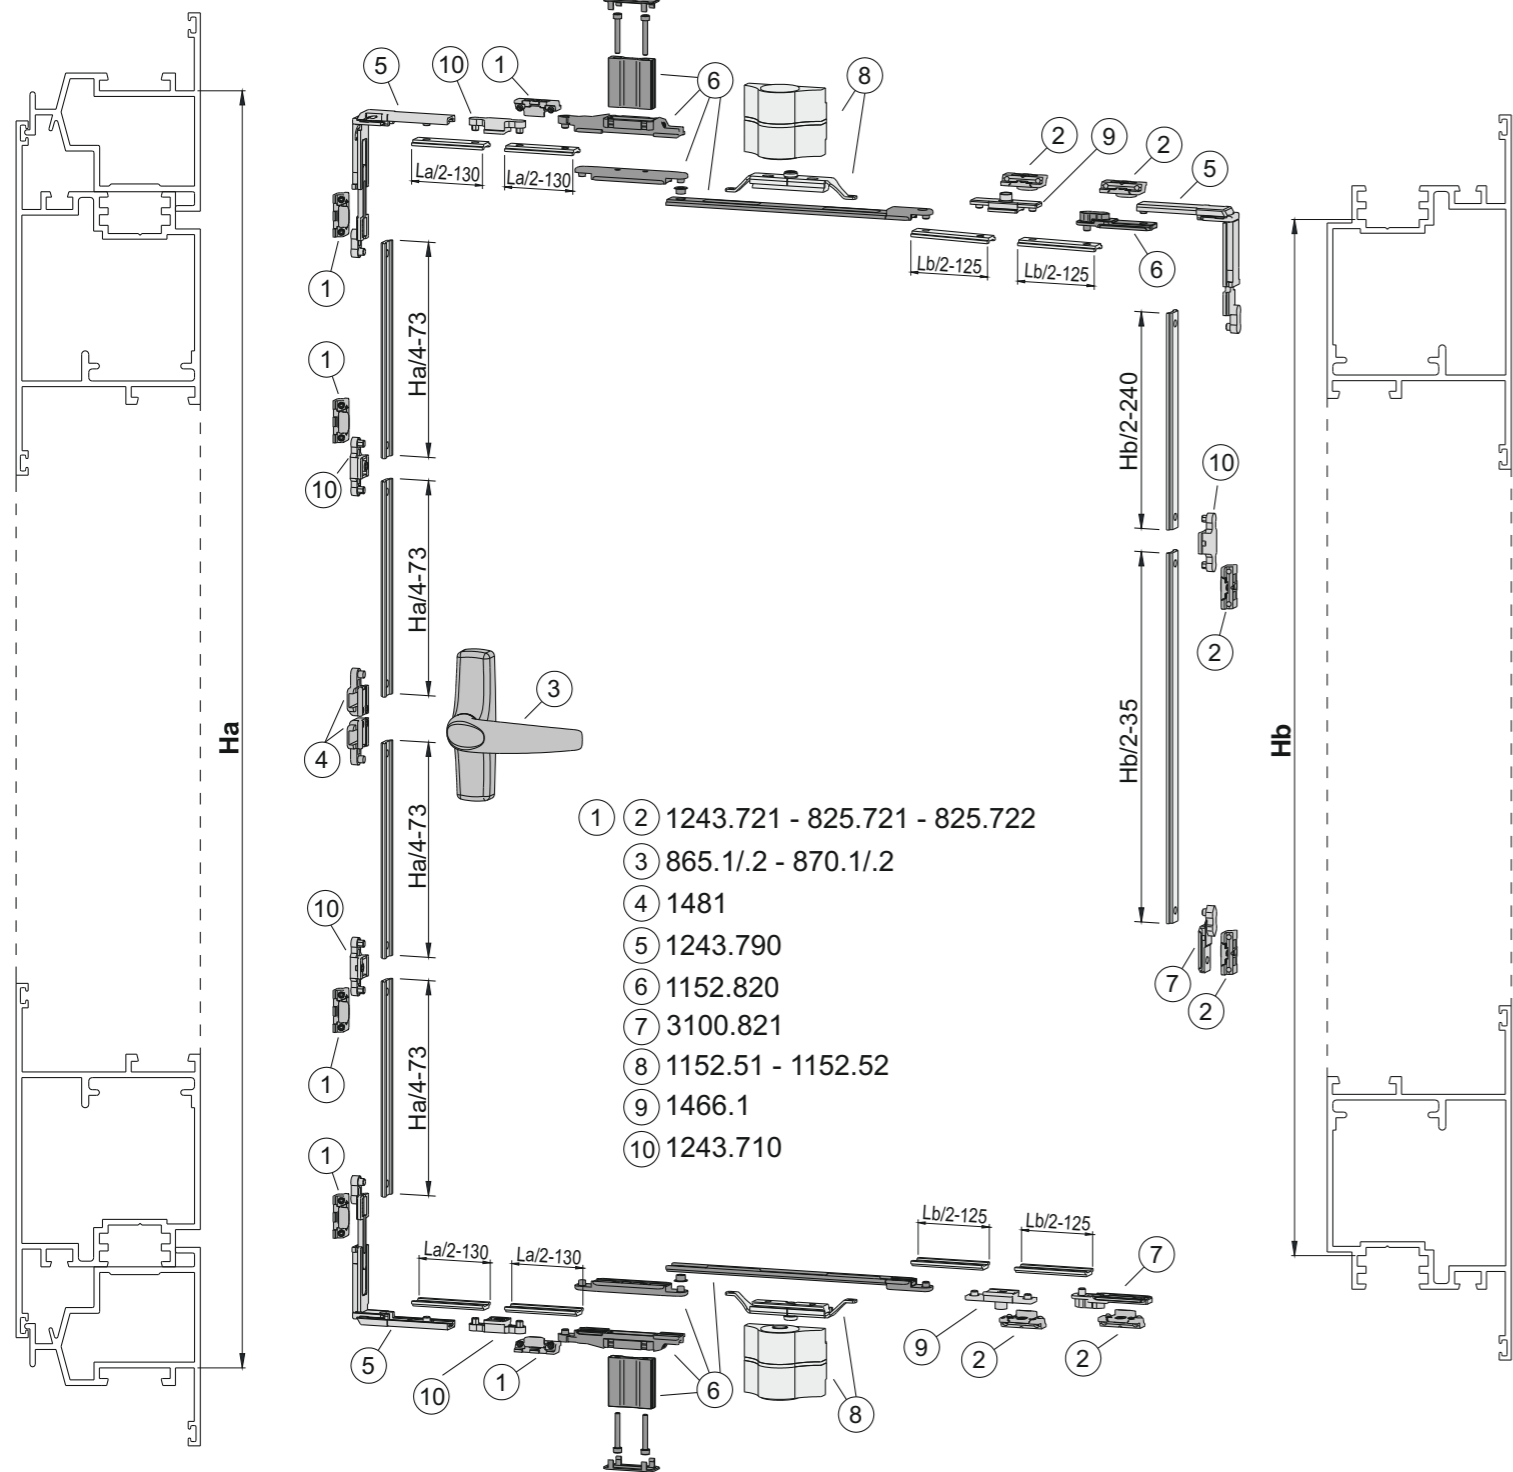 5
10
1
6
8
2
9
2
5
La/2-130
La/2-130
Lb/2-125
Lb/2-125
6
1
Ha/4-73
1
10
Hb/2-240
10
Ha/4-73
2
3
4
Ha
Hb/2-35
Hb
1 2 1243.721 - 825.721 - 825.722
3 865.1/.2 - 870.1/.2
4 1481
5 1243.790
6 1152.820
7 3100.821
8 1152.51 - 1152.52
9 1466.1
10 1243.710
Ha/4-73
10
7
2
1
Ha/4-73
1
La/2-130
La/2-130
Lb/2-125
Lb/2-125
7
5
10
1
6
8
9
2
2